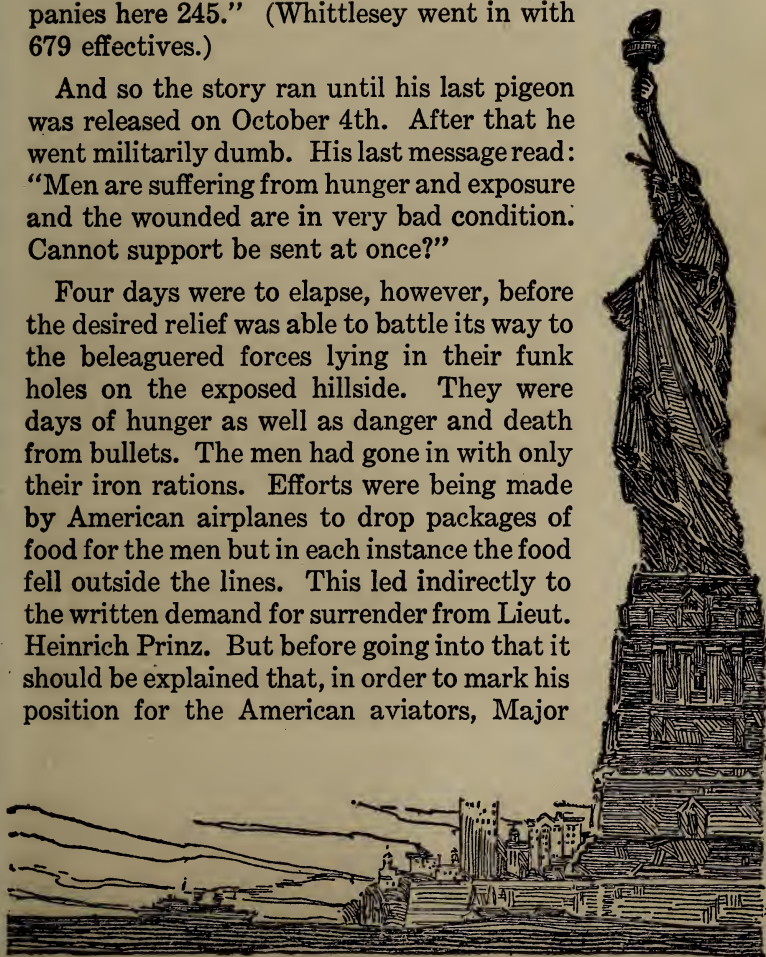 panies here 245." (Whittlesey went in with
679 effectives.)
And so the story ran until his last pigeon
was released on October 4th. After that he
went militarily dumb. His last message read:
"Men are suffering from hunger and exposure
and the wounded are in very bad condition.
Cannot support be sent at once?"
Four days were to elapse, however, before
the desired relief was able to battle its way to
the beleaguered forces lying in their funk
holes on the exposed hillside. They were
days of hunger as well as danger and death
from bullets. The men had gone in with only
their iron rations. Efforts were being made
by American airplanes to drop packages of
food for the men but in each instance the food
fell outside the lines. This led indirectly to
the written demand for surrender from Lieut.
Heinrich Prinz. But before going into that it
should be explained that, in order to mark his
position for the American aviators, Major